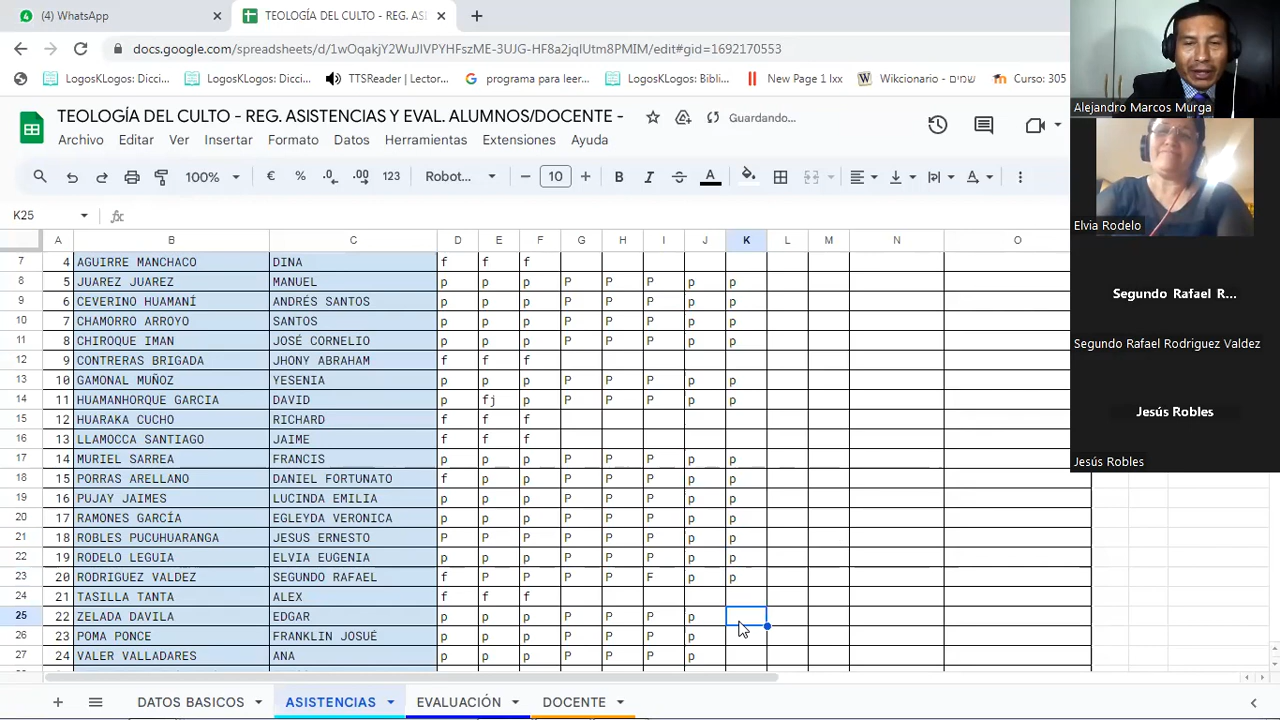 (4) WhatsApp
TEOLOGÍA DEL CULTO - REG. ASI
docs.google.com/spreadsheets/d/1wOqakjY2WuJIVPYHFszME-3UJG-HF8a2jqlUtm8PMIM/edit#gid=1692170553
LogosKLogos: Dicci...
LogosKLogos: Dicci...
TTSReader | Lector...
preprama para leer...
LogosKLogos: Bibli...
New Page 1 lxx
Wikcionario - שמים
Curso: 305
TEOLOGÍA DEL CULTO - REG. ASISTENCIAS Y EVAL. ALUMNOS/DOCENTE -
Guardando...
Archivo Editar Ver Insertar Formato Datos Herramientas Extensiones Ayuda
100% € % .0 .00 123 Robot... − 10 + B I S A
K25 fx
A B C D E F G H I J K L M N O
7 4 AGUIRRE MANCHACO DINA f f f
8 5 JUAREZ JUAREZ MANUEL p p p P P P p p
9 6 CEVERINO HUAMANÍ ANDRÉS SANTOS p p p P P P p p
10 7 CHAMORRO ARROYO SANTOS p p p P P P p p
11 8 CHIROQUE IMAN JOSÉ CORNELIO p p p P P P p p
12 9 CONTRERAS BRIGADA JHONY ABRAHAM f f f
13 10 GAMONAL MUÑOZ YESENIA p p p P P P p p
14 11 HUAMANHORQUE GARCIA DAVID p fj p P P P p p
15 12 HUARAKA CUCHO RICHARD f f f
16 13 LLAMOCCA SANTIAGO JAIME f f f
17 14 MURIEL SARREA FRANCIS p p p P P P p p
18 15 PORRAS ARELLANO DANIEL FORTUNATO f p p P P P p p
19 16 PUJAY JAIMES LUCINDA EMILIA p p p P P P p p
20 17 RAMONES GARCÍA EGLEYDA VERONICA p p p P P P p p
21 18 ROBLES PUCUHUARANGA JESUS ERNESTO P p p P P P p p
22 19 RODELO LEGUIA ELVIA EUGENIA p p p P P P p p
23 20 RODRIGUEZ VALDEZ SEGUNDO RAFAEL f P P P P F p p
24 21 TASILLA TANTA ALEX f f f
25 22 ZELADA DAVILA EDGAR p p p P P P p
26 23 POMA PONCE FRANKLIN JOSUÉ p p p P P P p
27 24 VALER VALLADARES ANA p p p P P P p
DATOS BASICOS ASISTENCIAS EVALUACIÓN DOCENTE
Alejandro Marcos Murga
Elvia Rodelo
Segundo Rafael R...
Segundo Rafael Rodriguez Valdez
Jesús Robles
Jesús Robles